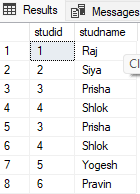 Results Messages
studid studname
1 1 Raj
2 2 Siya
3 3 Prisha
4 4 Shlok
5 3 Prisha
6 4 Shlok
7 5 Yogesh
8 6 Pravin